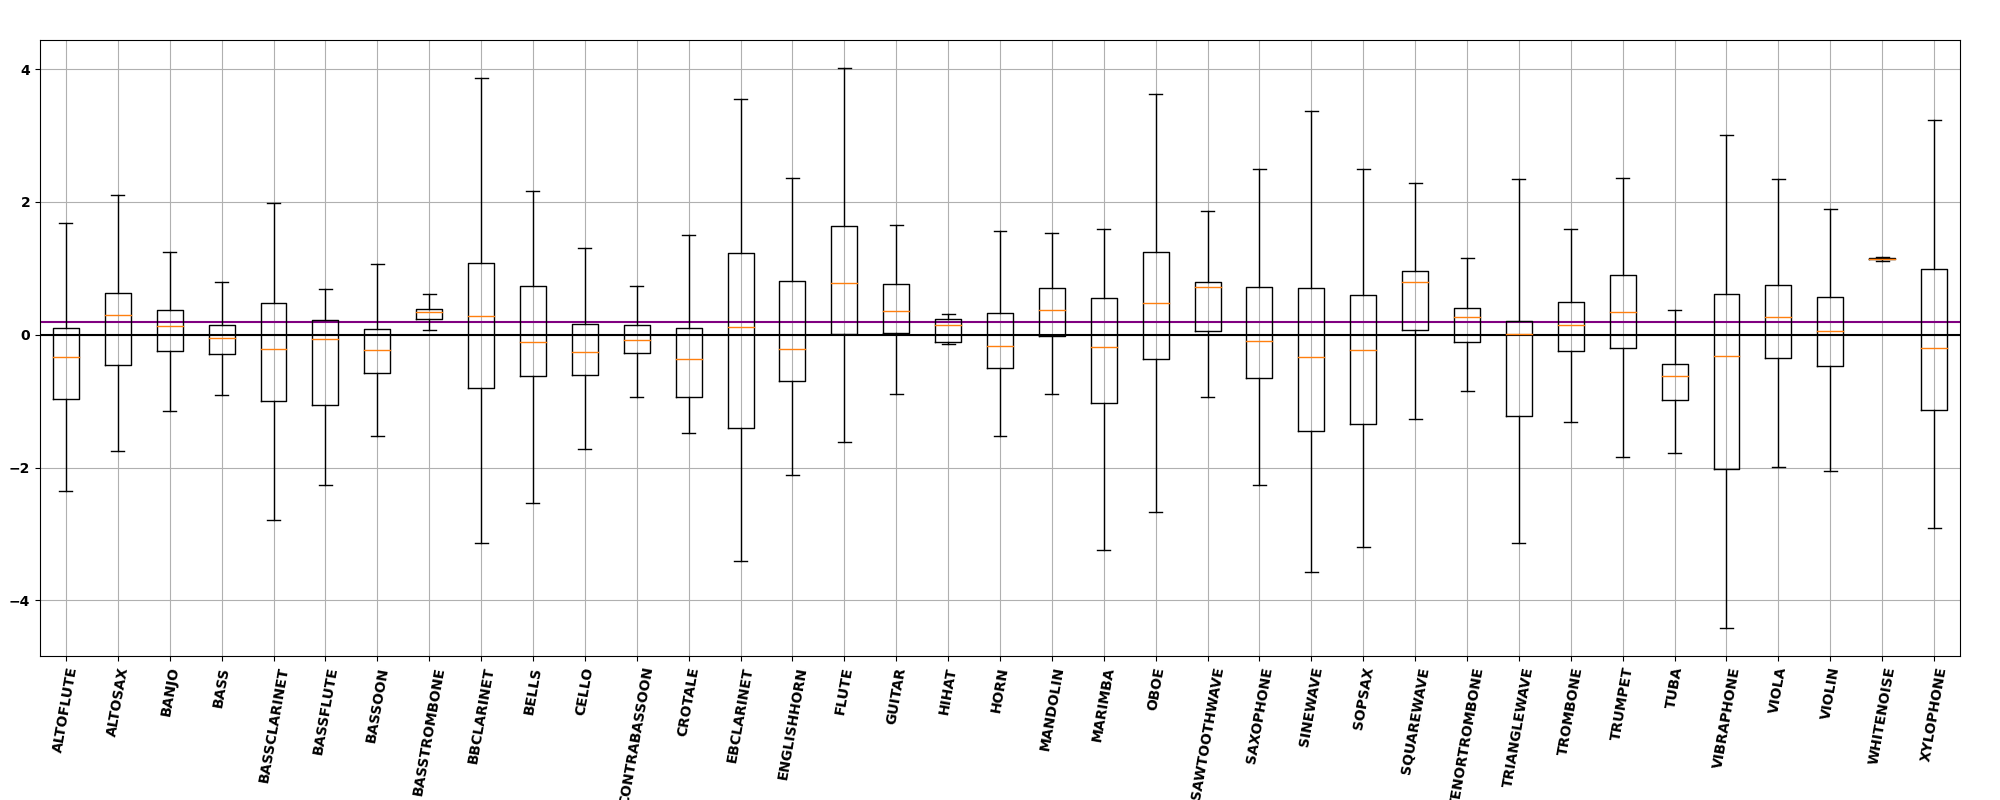 4
2
0
−2
−4
ALTOFLUTE
ALTOSAX
BANJO
BASS
BASSCLARINET
BASSFLUTE
BASSOON
BASSTROMBONE
BBCLARINET
BELLS
CELLO
CONTRABASSOON
CROTALE
EBCLARINET
ENGLISHHORN
FLUTE
GUITAR
HIHAT
HORN
MANDOLIN
MARIMBA
OBOE
SAWTOOTHWAVE
SAXOPHONE
SINEWAVE
SOPSAX
SQUAREWAVE
TENORTROMBONE
TRIANGLEWAVE
TROMBONE
TRUMPET
TUBA
VIBRAPHONE
VIOLA
VIOLIN
WHITENOISE
XYLOPHONE